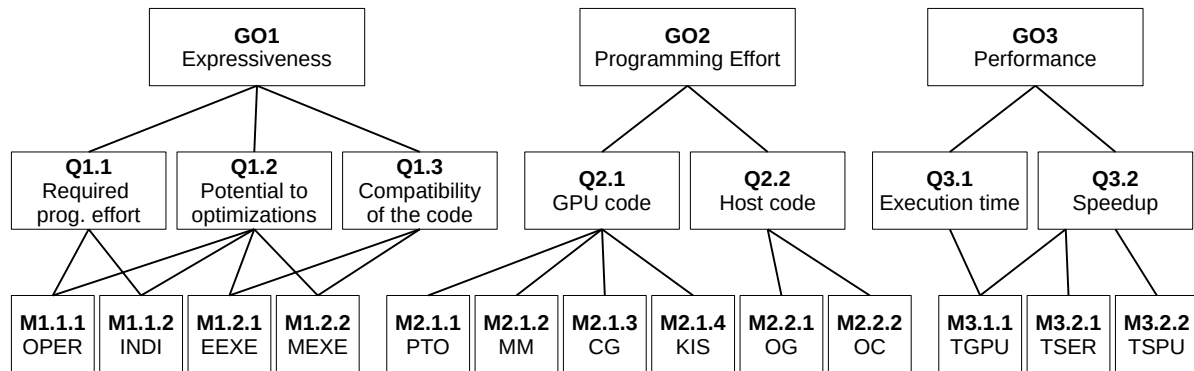 GO1
Expressiveness
GO2
Programming Effort
GO3
Performance
Q1.1
Required
prog. effort
Q1.2
Potential to
optimizations
Q1.3
Compatibility
of the code
Q2.1
GPU code
Q2.2
Host code
Q3.1
Execution time
Q3.2
Speedup
M1.1.1
OPER
M1.1.2
INDI
M1.2.1
EEXE
M1.2.2
MEXE
M2.1.1
PTO
M2.1.2
MM
M2.1.3
CG
M2.1.4
KIS
M2.2.1
OG
M2.2.2
OC
M3.1.1
TGPU
M3.2.1
TSER
M3.2.2
TSPU